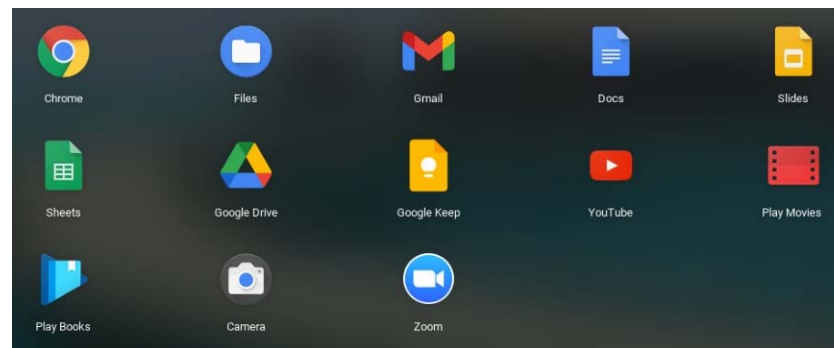 Chrome Files Gmail Docs Slides
Sheets Google Drive Google Keep YouTube Play Movies
Play Books Camera Zoom